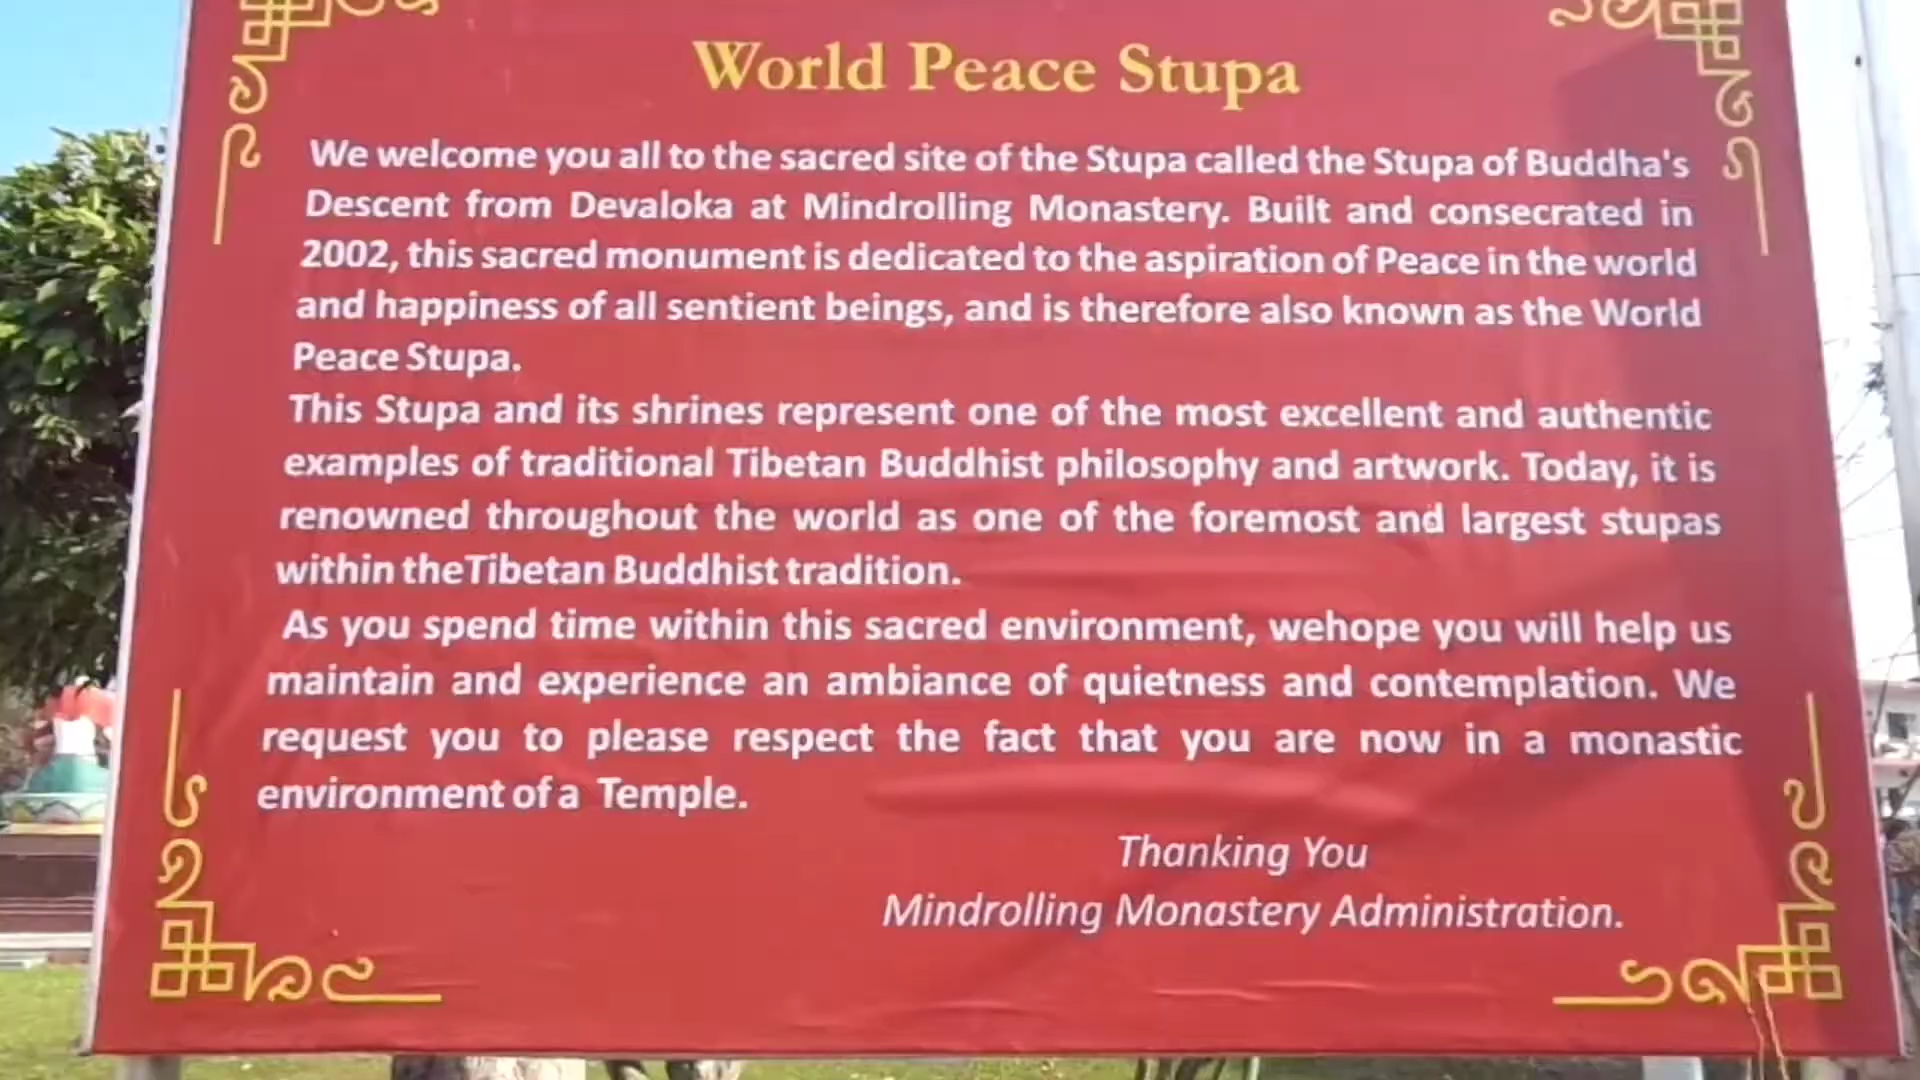 World Peace Stupa
We welcome you all to the sacred site of the Stupa called the Stupa of Buddha's
Descent from Devaloka at Mindrolling Monastery. Built and consecrated in
2002, this sacred monument is dedicated to the aspiration of Peace in the world
and happiness of all sentient beings, and is therefore also known as the World
Peace Stupa.
This Stupa and its shrines represent one of the most excellent and authentic
examples of traditional Tibetan Buddhist philosophy and artwork. Today, it is
renowned throughout the world as one of the foremost and largest stupas
within theTibetan Buddhist tradition.
As you spend time within this sacred environment, wehope you will help us
maintain and experience an ambiance of quietness and contemplation. We
request you to please respect the fact that you are now in a monastic
environment of a Temple.
Thanking You
Mindrolling Monastery Administration.